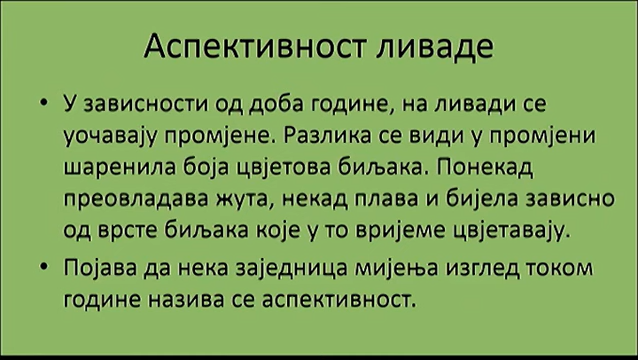 Аспективност ливаде
• У зависности од доба године, на ливади се
уочавају промјене. Разлика се види у промјени
шаренила боја цвјетова биљака. Понекад
преовладава жута, некад плава и бијела зависно
од врсте биљака које у то вријеме цвјетавају.
• Појава да нека заједница мијења изглед током
године назива се аспективност.